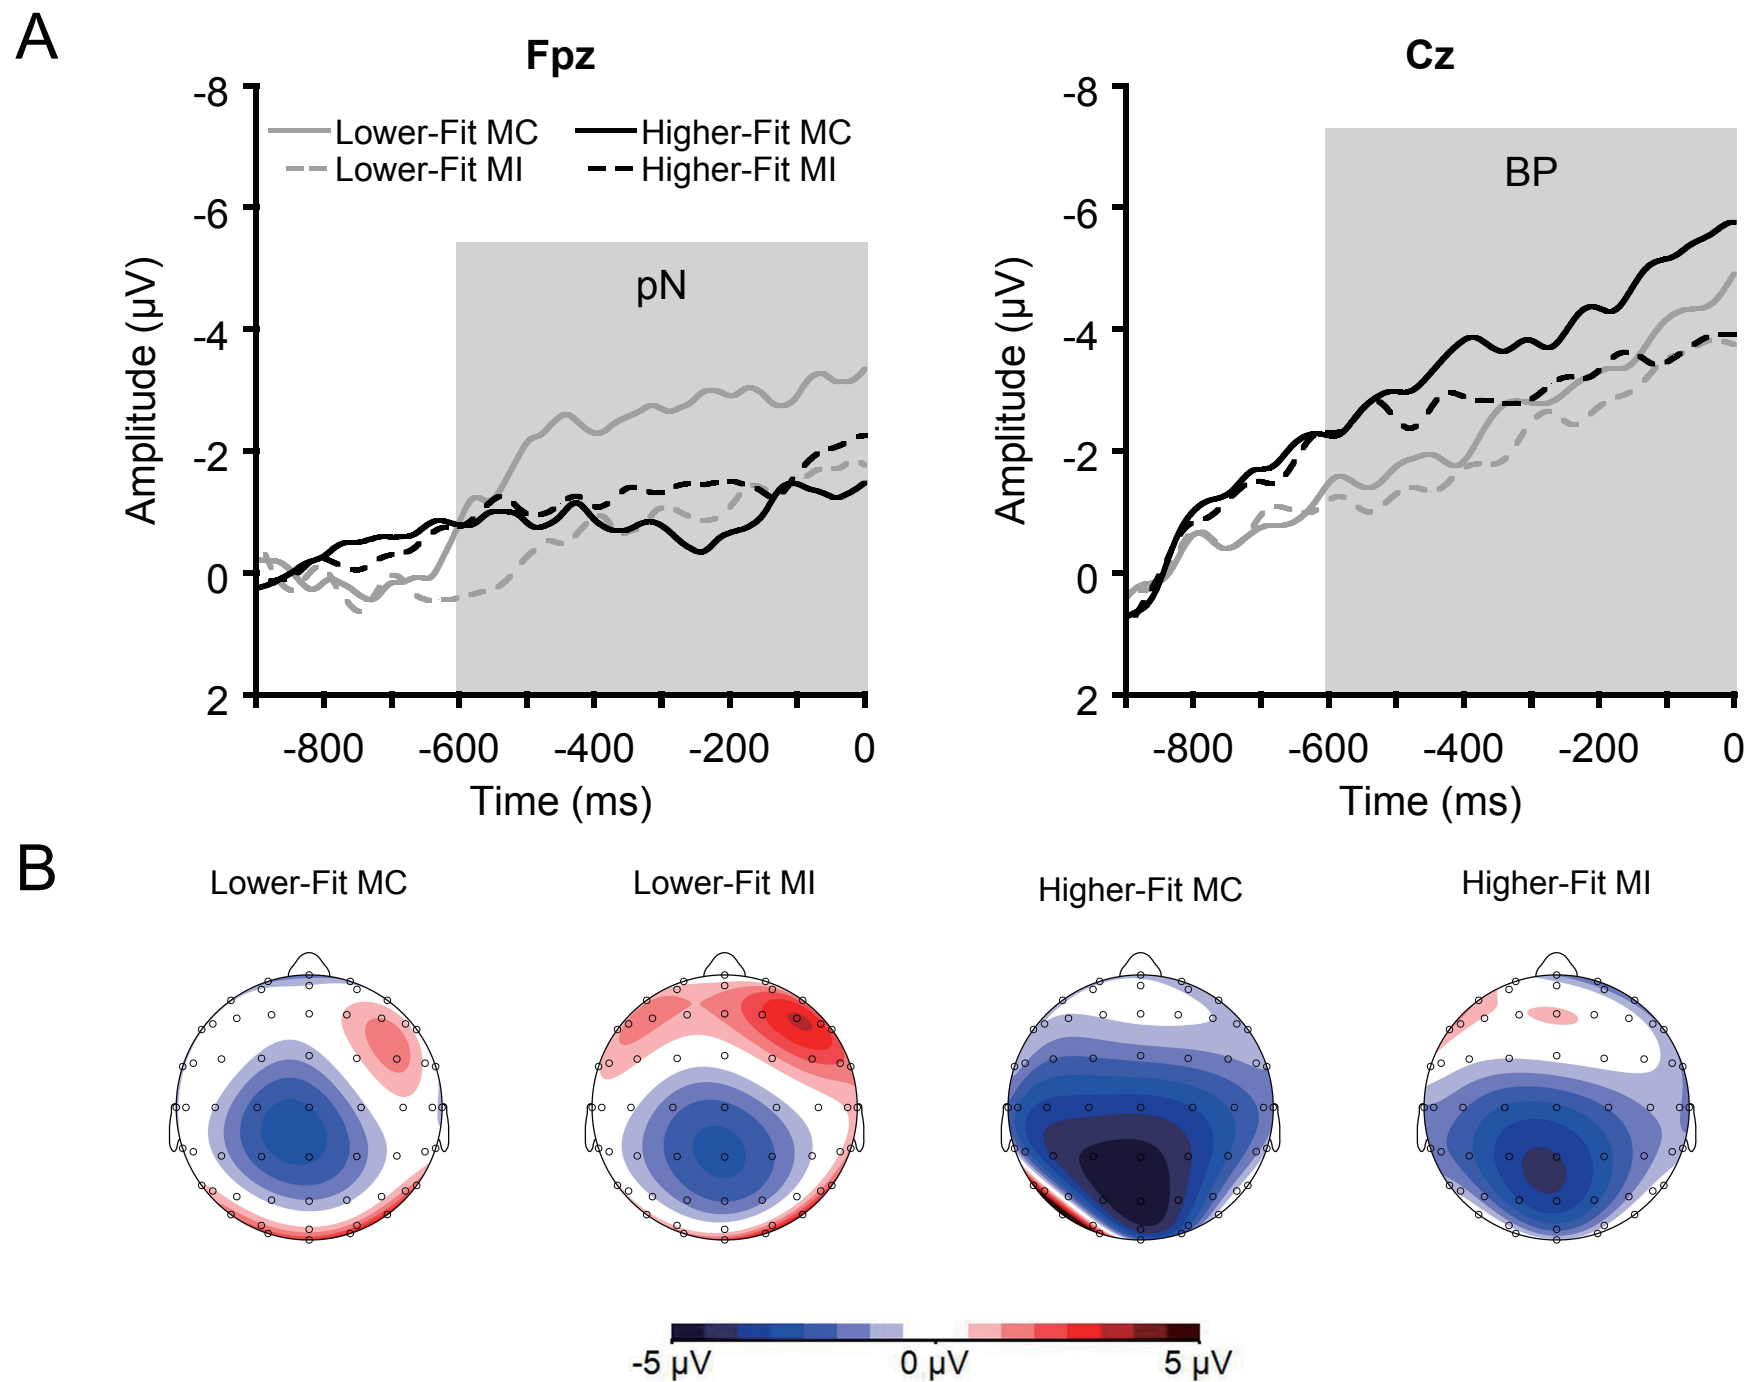 A
Fpz
Cz
-8
-6
-4
-2
0
2
Amplitude (µV)
Lower-Fit MC
Higher-Fit MC
Lower-Fit MI
Higher-Fit MI
pN
-800 -600 -400 -200 0
Time (ms)
-8
-6
-4
-2
0
2
Amplitude (µV)
BP
-800 -600 -400 -200 0
Time (ms)
B
Lower-Fit MC
Lower-Fit MI
Higher-Fit MC
Higher-Fit MI
-5 µV 0 µV 5 µV